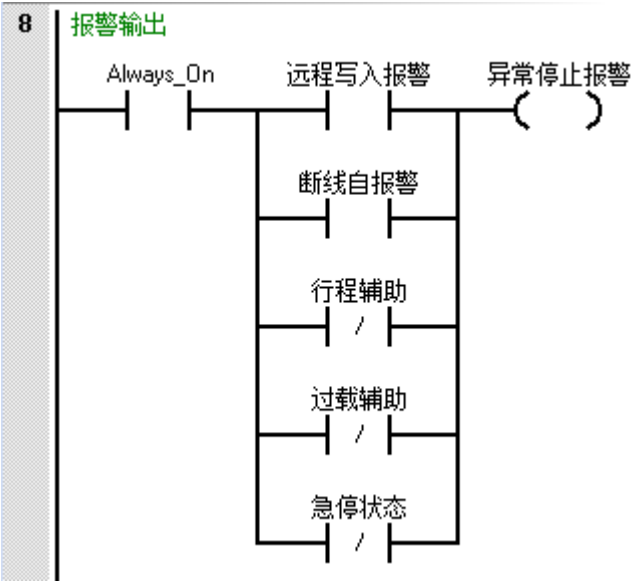 8 报警输出
Always_On 远程写入报警 异常停止报警
断线自报警
行程辅助
过载辅助
急停状态